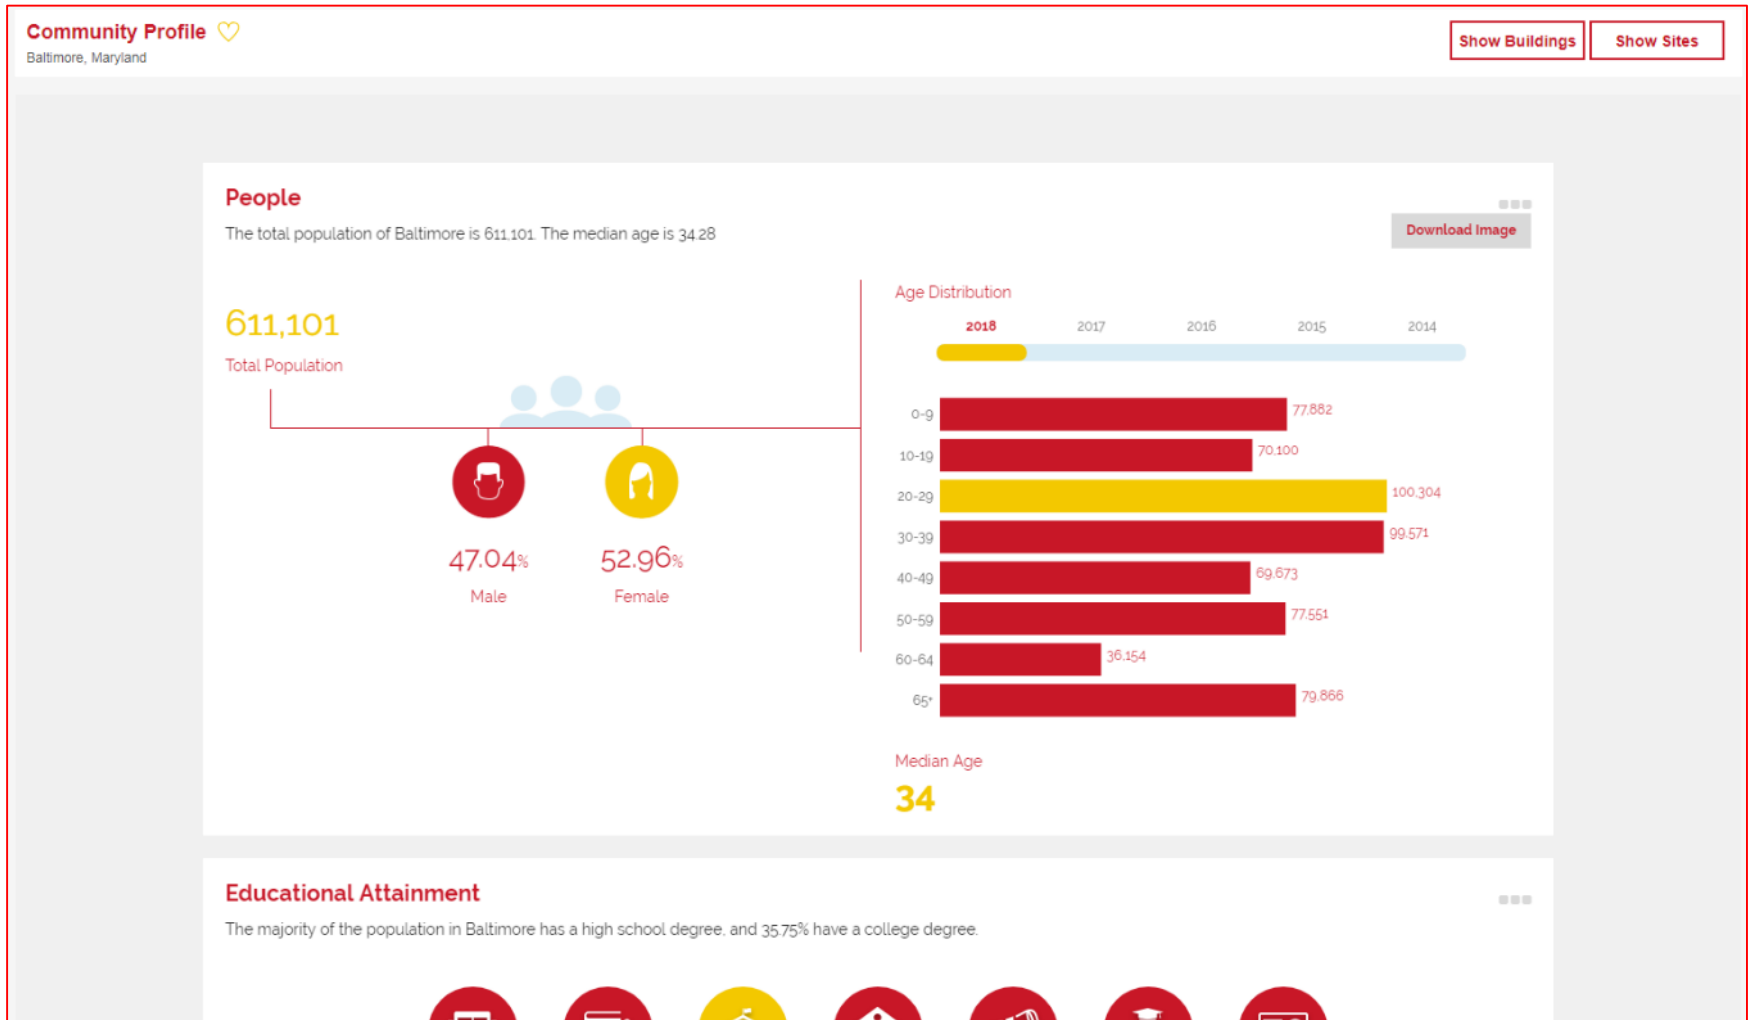 Community Profile
Baltimore, Maryland
Show Buildings
Show Sites
People
The total population of Baltimore is 611,101. The median age is 34.28
Download Image
611,101
Total Population
47.04%
Male
52.96%
Female
Age Distribution
2018 2017 2016 2015 2014
0-9 77,882
10-19 70,100
20-29 100,304
30-39 99,571
40-49 69,673
50-59 77,551
60-64 36,154
65+ 79,866
Median Age
34
Educational Attainment
The majority of the population in Baltimore has a high school degree, and 35.75% have a college degree.